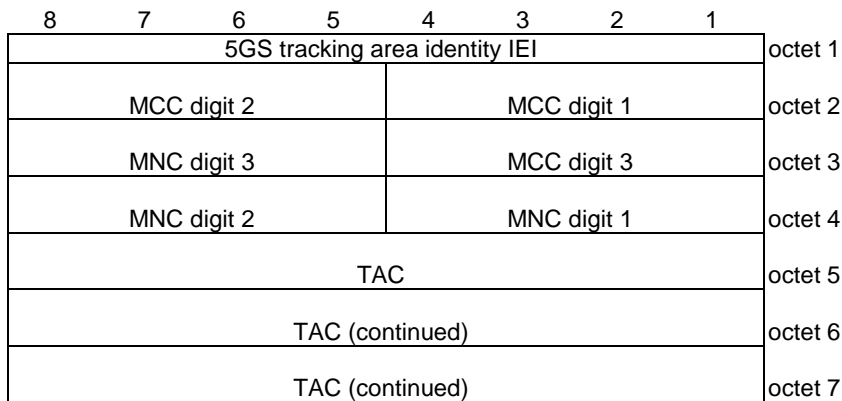 8 7 6 5 4 3 2 1
5GS tracking area identity IEI octet 1
MCC digit 2 MCC digit 1 octet 2
MNC digit 3 MCC digit 3 octet 3
MNC digit 2 MNC digit 1 octet 4
TAC octet 5
TAC (continued) octet 6
TAC (continued) octet 7